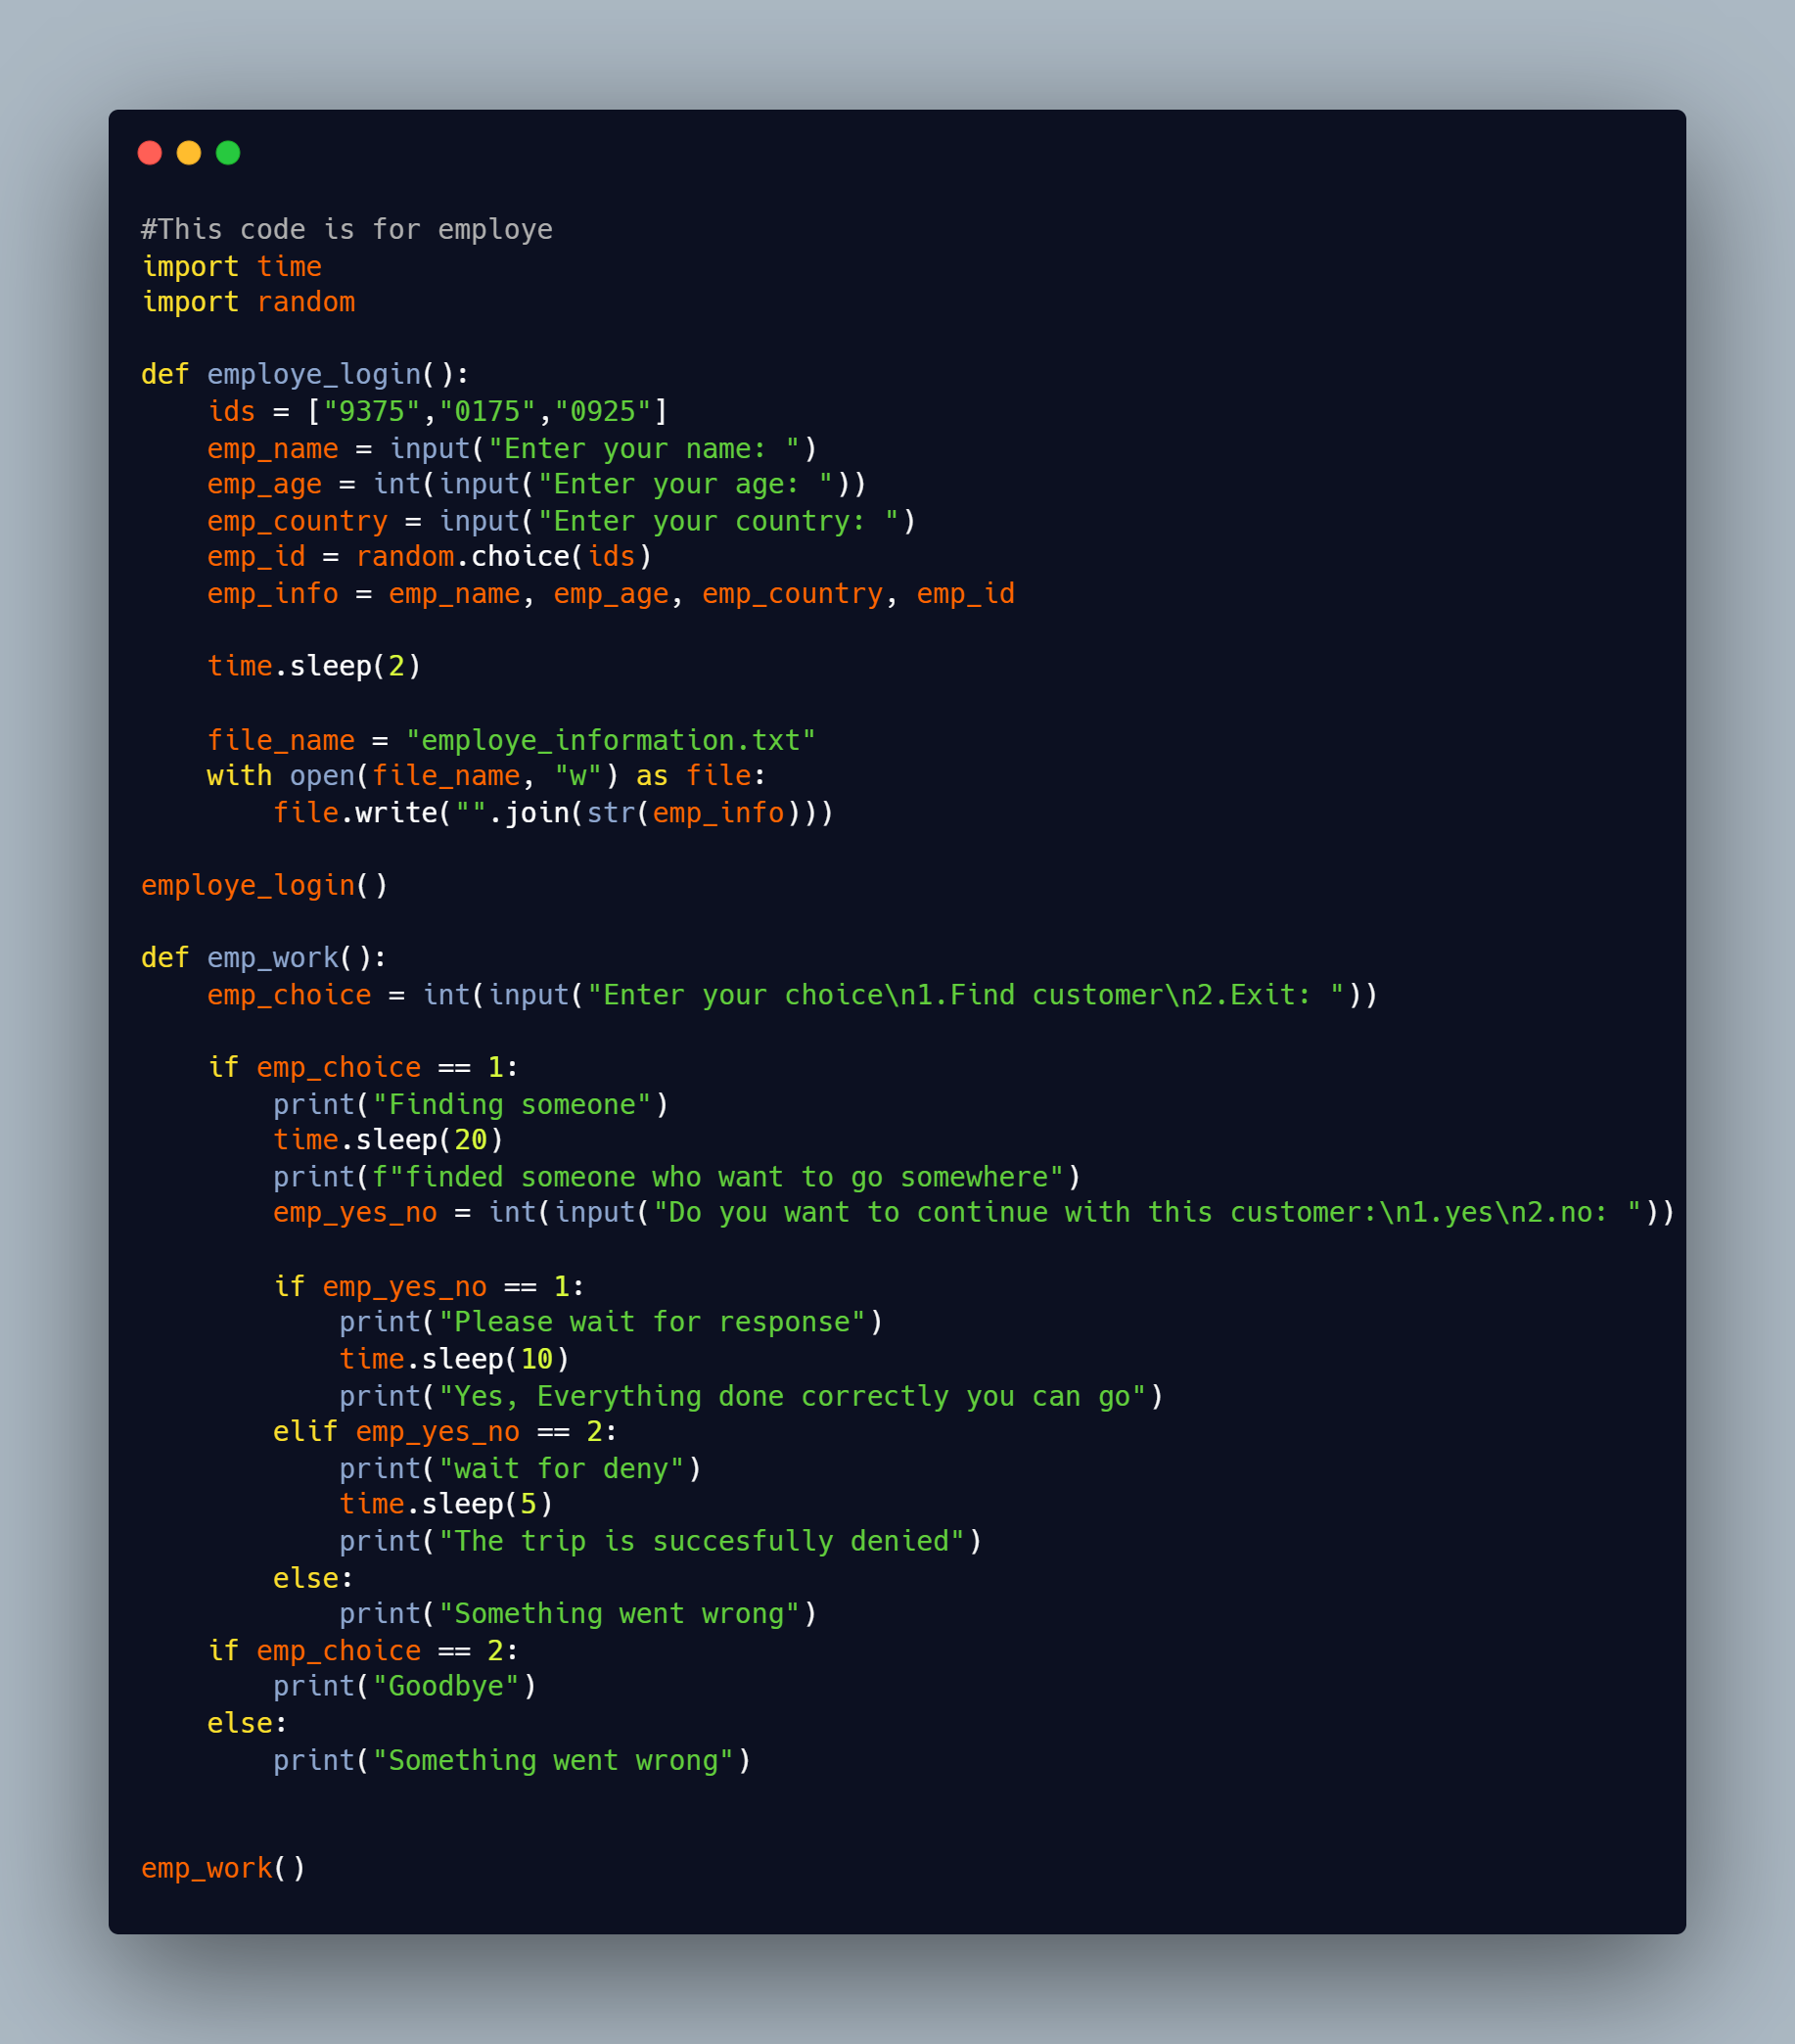 #This code is for employe
import time
import random

def employe_login():
    ids = ["9375","0175","0925"]
    emp_name = input("Enter your name: ")
    emp_age = int(input("Enter your age: "))
    emp_country = input("Enter your country: ")
    emp_id = random.choice(ids)
    emp_info = emp_name, emp_age, emp_country, emp_id

    time.sleep(2)

    file_name = "employe_information.txt"
    with open(file_name, "w") as file:
        file.write("".join(str(emp_info)))

employe_login()

def emp_work():
    emp_choice = int(input("Enter your choice\n1.Find customer\n2.Exit: "))

    if emp_choice == 1:
        print("Finding someone")
        time.sleep(20)
        print(f"finded someone who want to go somewhere")
        emp_yes_no = int(input("Do you want to continue with this customer:\n1.yes\n2.no: "))

        if emp_yes_no == 1:
            print("Please wait for response")
            time.sleep(10)
            print("Yes, Everything done correctly you can go")
        elif emp_yes_no == 2:
            print("wait for deny")
            time.sleep(5)
            print("The trip is succesfully denied")
        else:
            print("Something went wrong")
    if emp_choice == 2:
        print("Goodbye")
    else:
        print("Something went wrong")


emp_work()